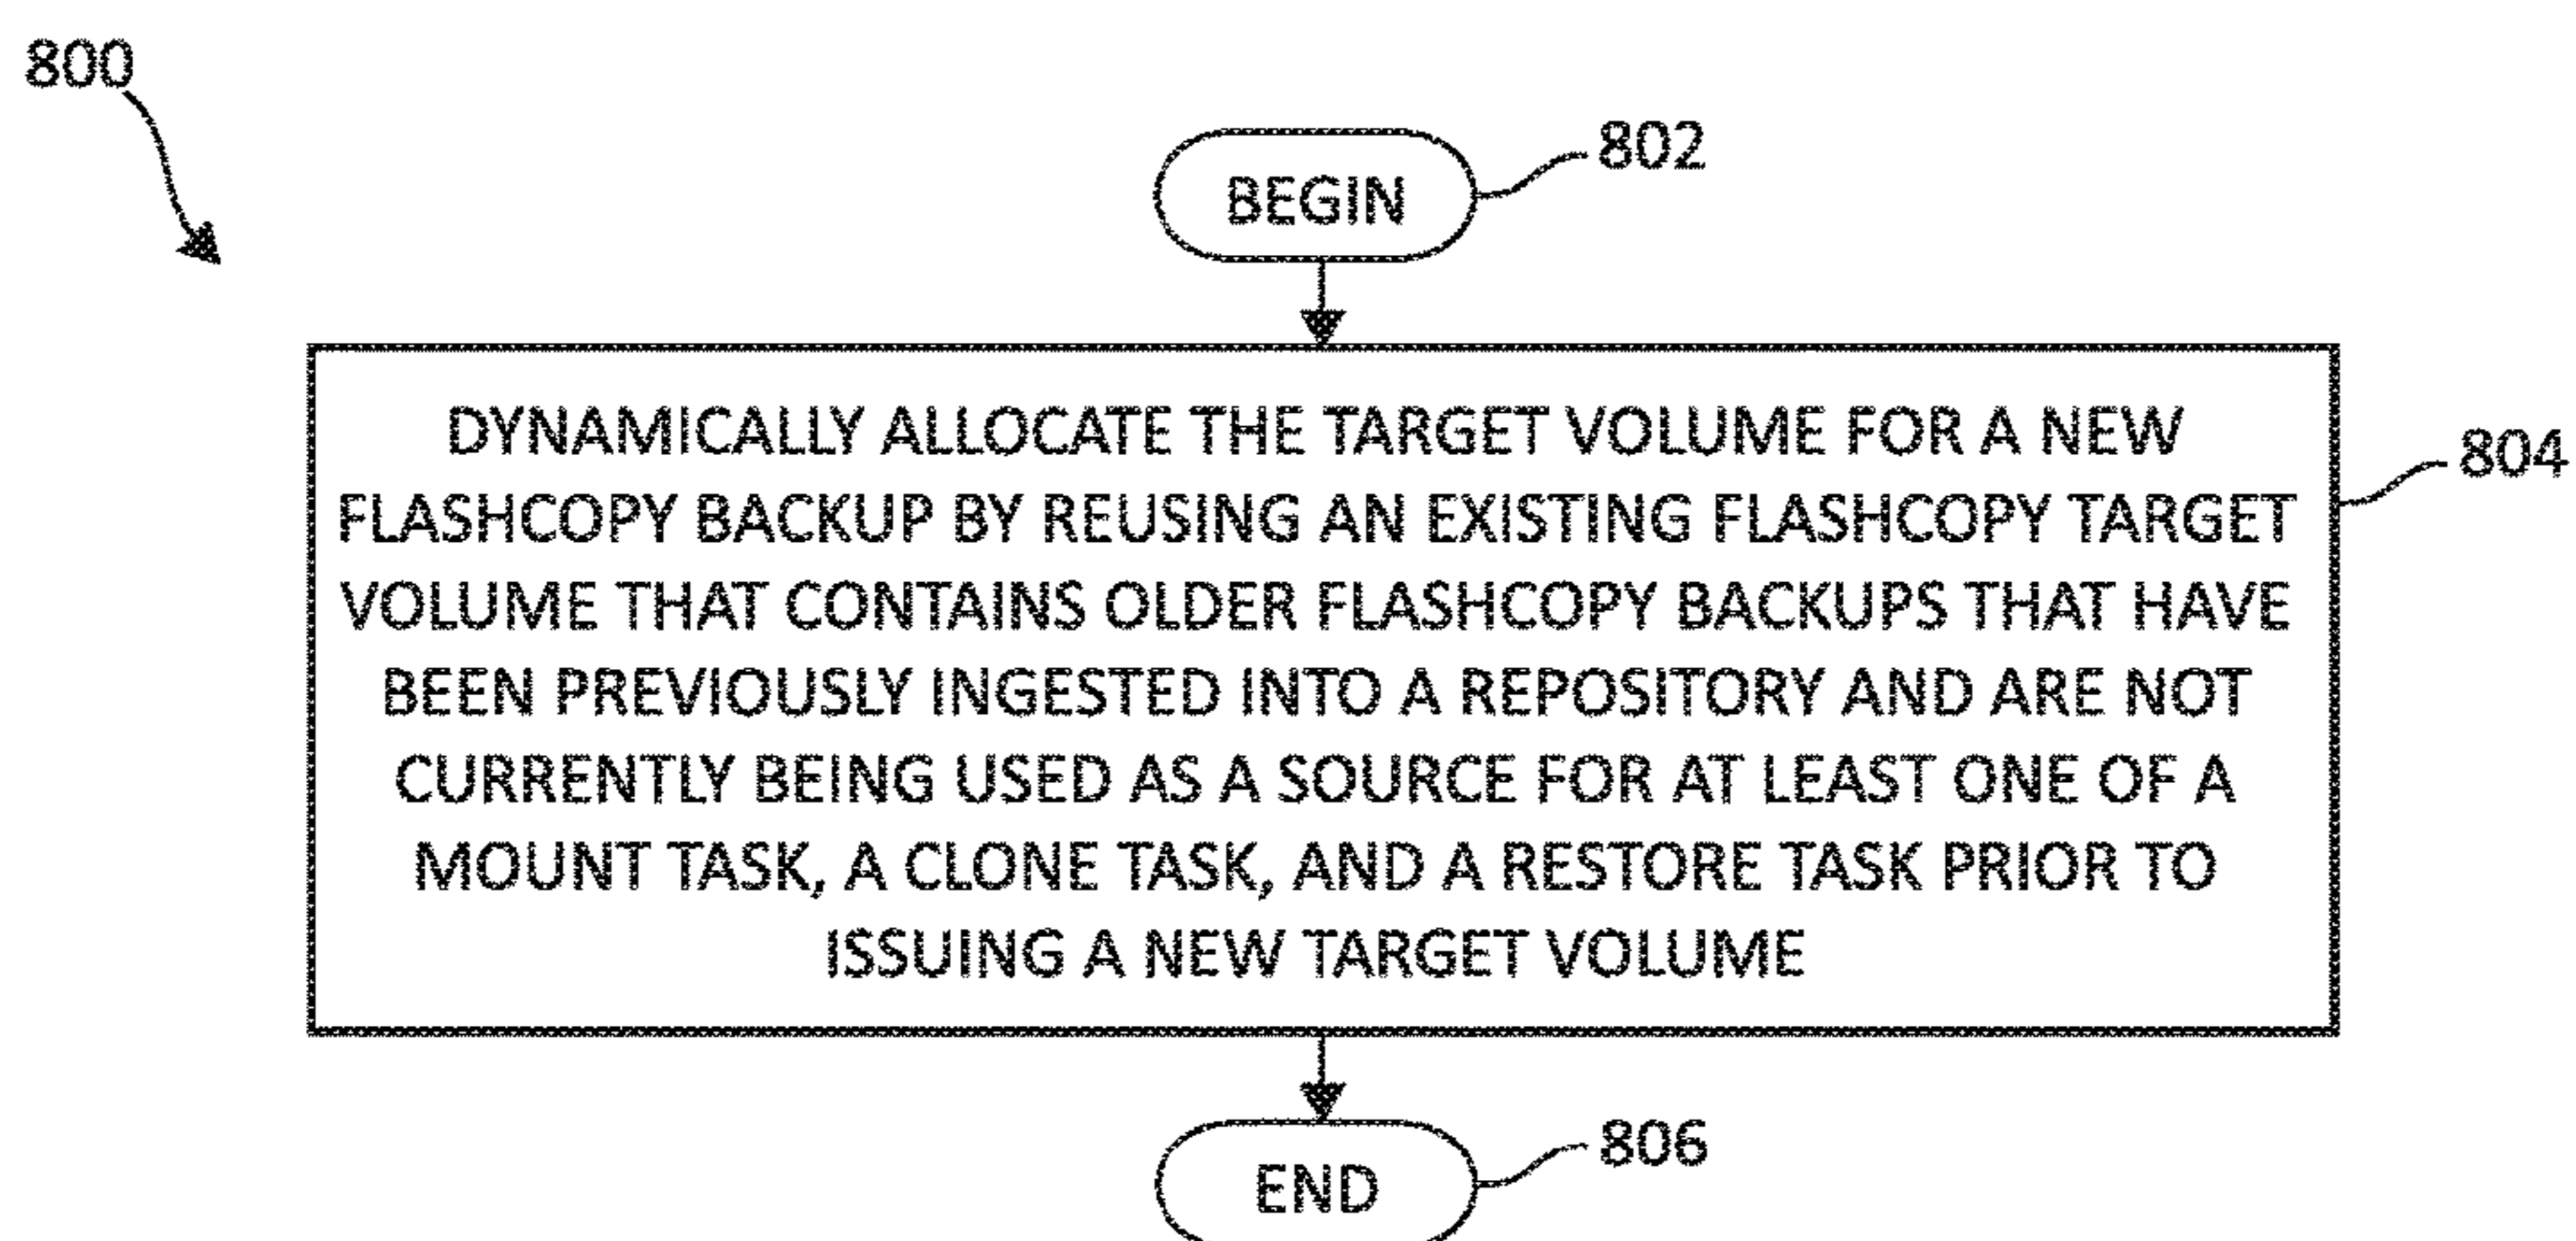 800
802
BEGIN
804
DYNAMICALLY ALLOCATE THE TARGET VOLUME FOR A NEW
FLASHCOPY BACKUP BY REUSING AN EXISTING FLASHCOPY TARGET
VOLUME THAT CONTAINS OLDER FLASHCOPY BACKUPS THAT HAVE
BEEN PREVIOUSLY INGESTED INTO A REPOSITORY AND ARE NOT
CURRENTLY BEING USED AS A SOURCE FOR AT LEAST ONE OF A
MOUNT TASK, A CLONE TASK, AND A RESTORE TASK PRIOR TO
ISSUING A NEW TARGET VOLUME
806
END